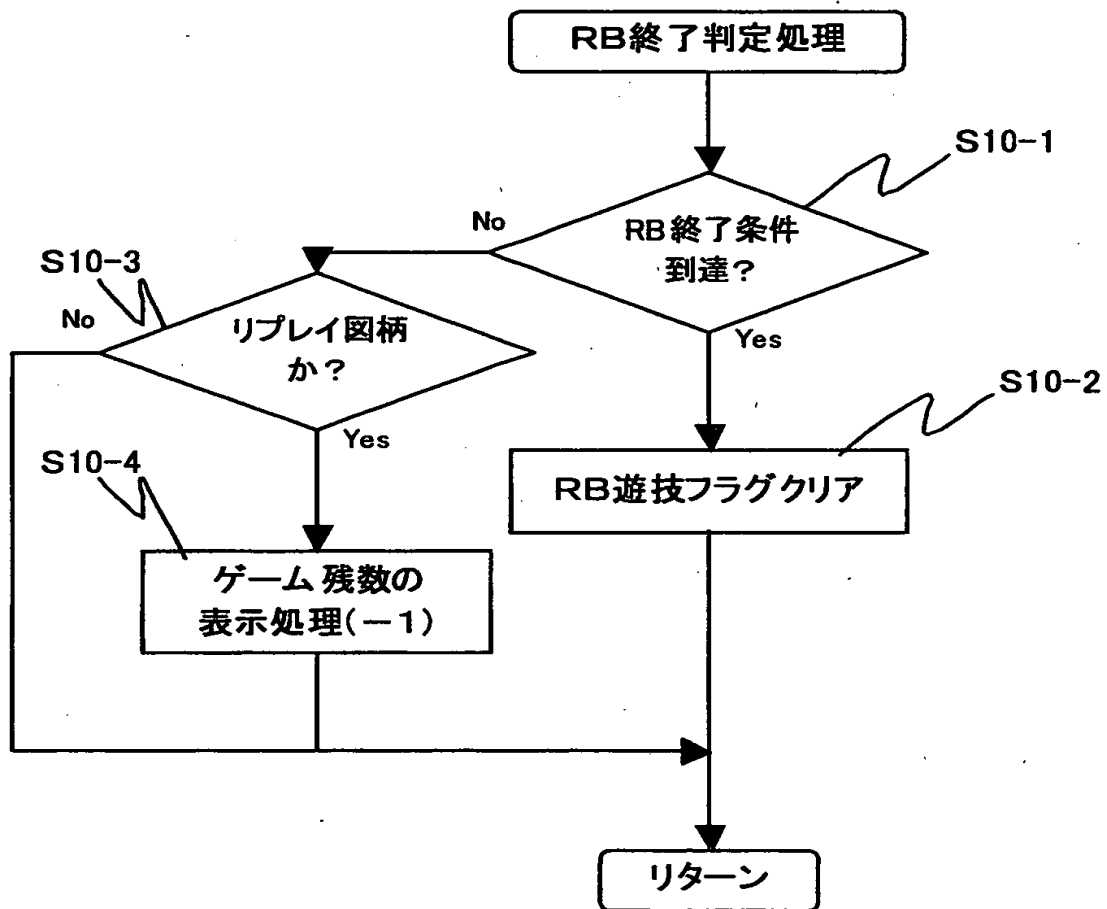 RB終了判定処理
S10-1
No
RB終了条件
到達?
S10-3
No
リプレイ図柄
か?
Yes
S10-2
Yes
S10-4
RB遊技フラグクリア
ゲーム残数の
表示処理(-1)
リターン